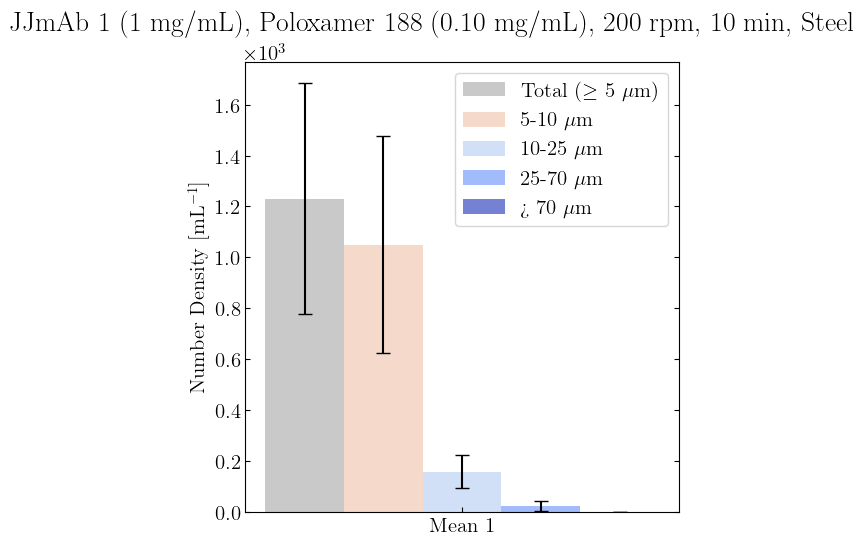 JJmAb 1 (1 mg/mL), Poloxamer 188 (0.10 mg/mL), 200 rpm, 10 min, Steel
×10³
Total (≥ 5 μm)
5-10 μm
10-25 μm
25-70 μm
¿ 70 μm
Number Density [mL⁻¹]
1.6
1.4
1.2
1.0
0.8
0.6
0.4
0.2
0.0
Mean 1